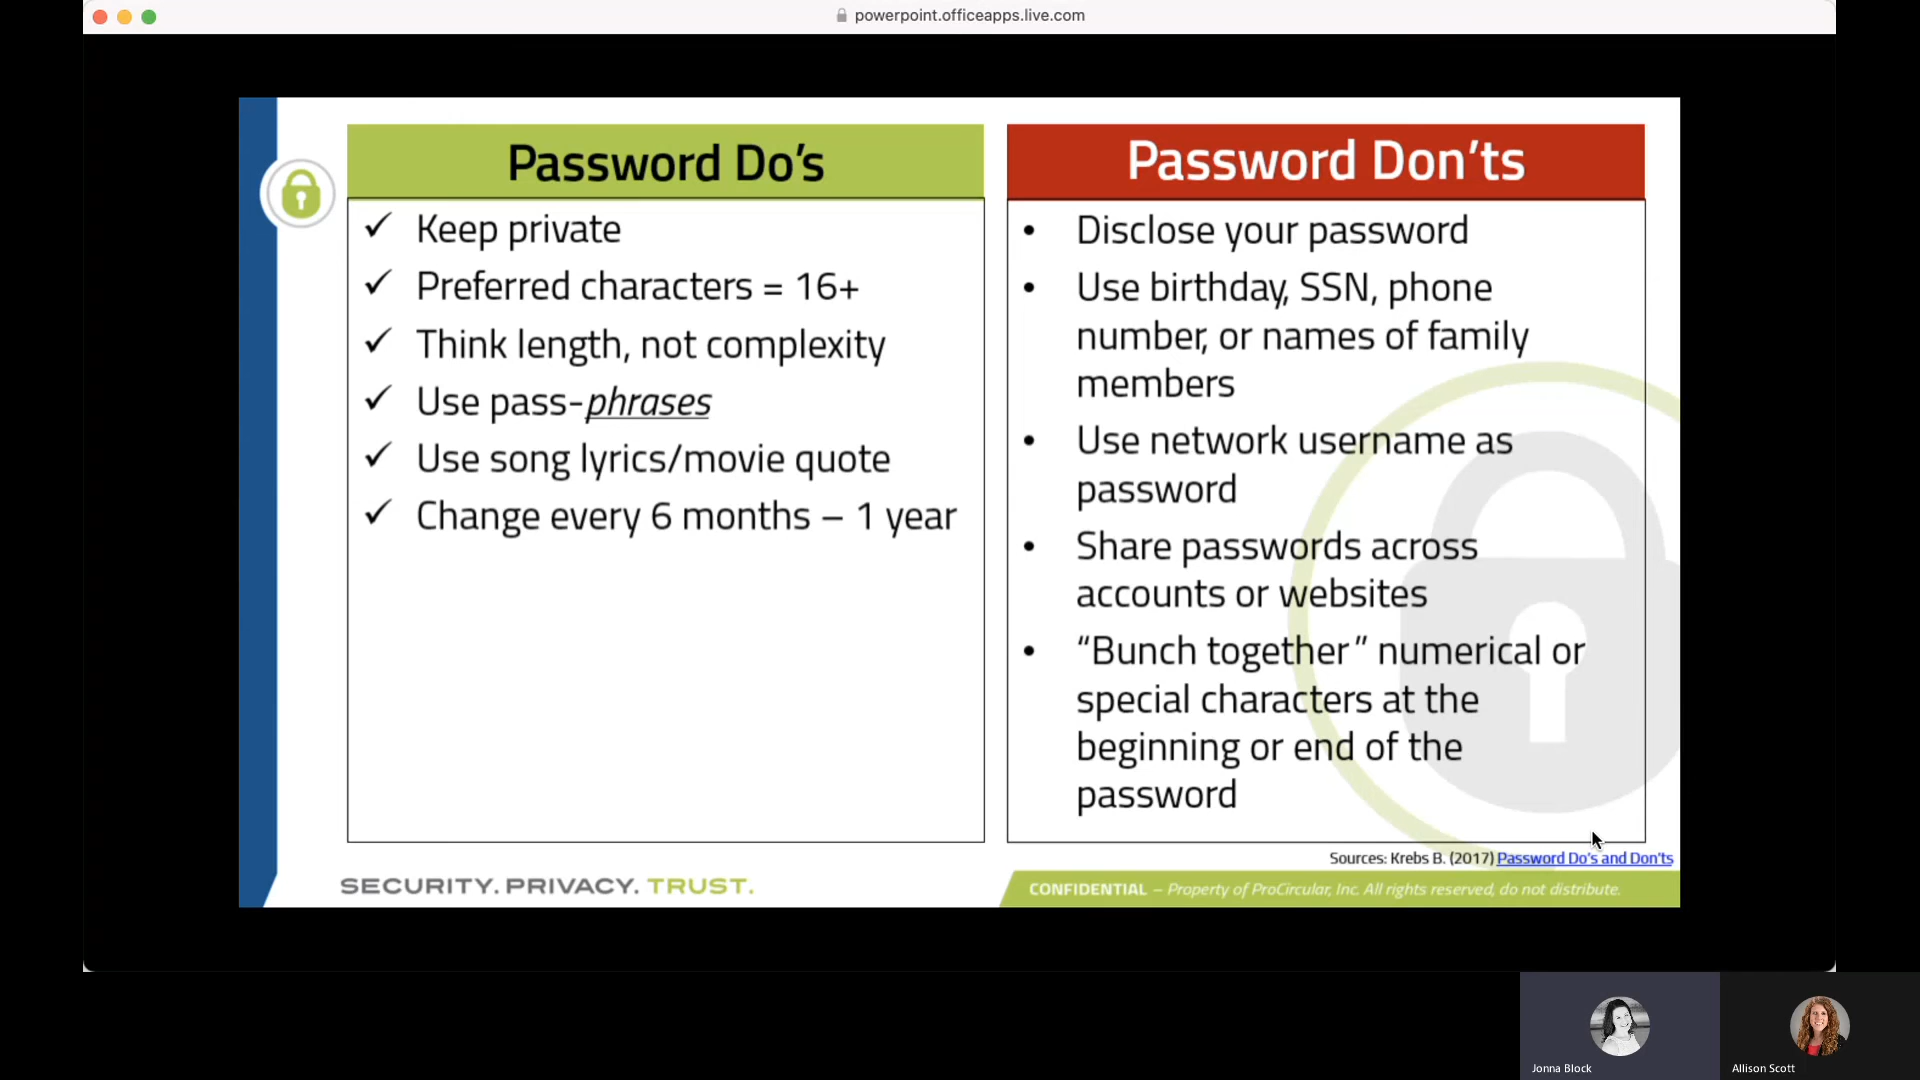 powerpoint.officeapps.live.com
Password Do’s
Keep private
Preferred characters = 16+
Think length, not complexity
Use pass-phrases
Use song lyrics/movie quote
Change every 6 months – 1 year
Password Don’ts
Disclose your password
Use birthday, SSN, phone
number, or names of family
members
Use network username as
password
Share passwords across
accounts or websites
“Bunch together” numerical or
special characters at the
beginning or end of the
password
Sources: Krebs B. (2017) Password Do's and Don'ts
SECURITY. PRIVACY. TRUST.
CONFIDENTIAL – Property of ProCircular, Inc. All rights reserved, do not distribute.
Jonna Block
Allison Scott